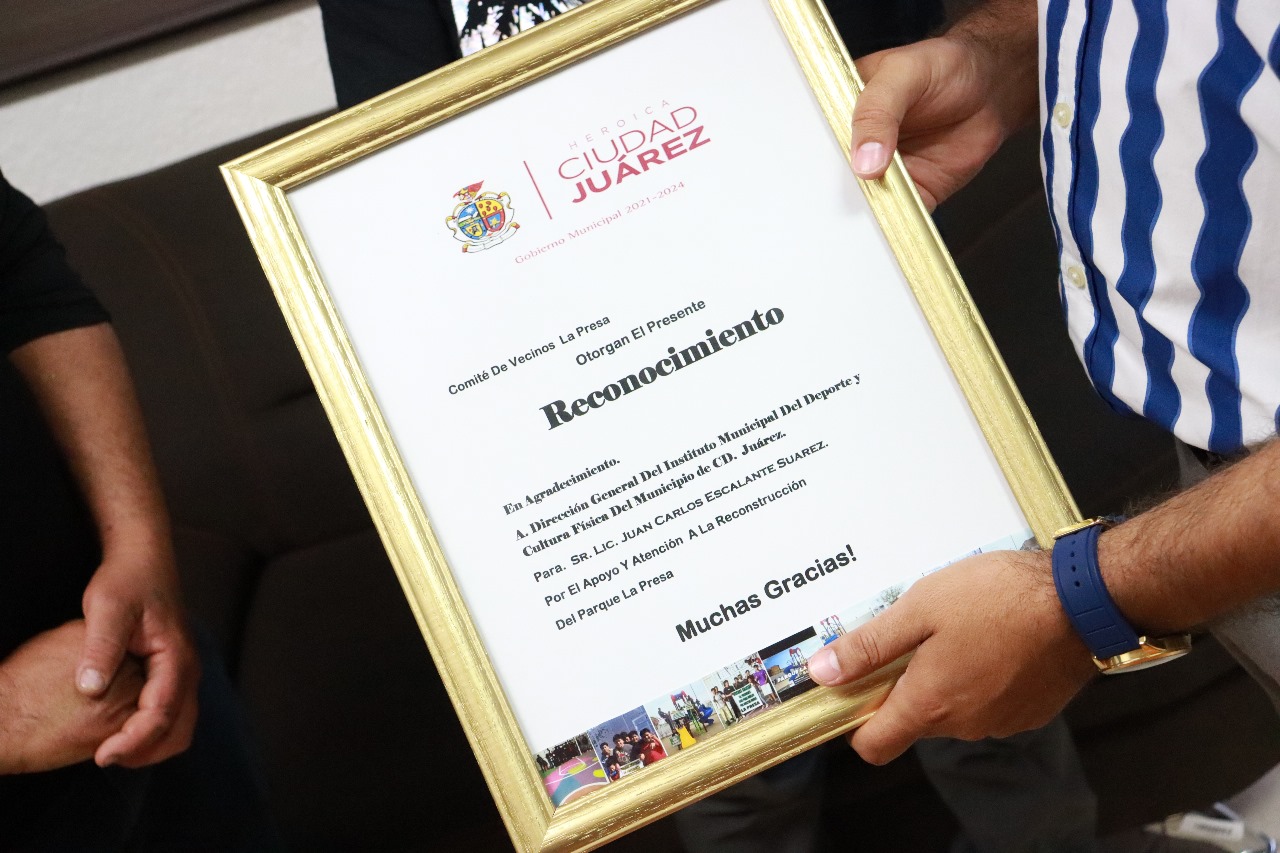 HEROICA
CIUDAD
JUÁREZ
Gobierno Municipal 2021-2024
Comité De Vecinos La Presa
Otorgan El Presente
Reconocimiento
En Agradecimiento.
A. Dirección General Del Instituto Municipal Del Deporte y
Cultura Física Del Municipio de CD. Juárez.
Para. SR. LIC. JUAN CARLOS ESCALANTE SUAREZ.
Por El Apoyo Y Atención A La Reconstrucción
Del Parque La Presa
Muchas Gracias!
LA PRESA